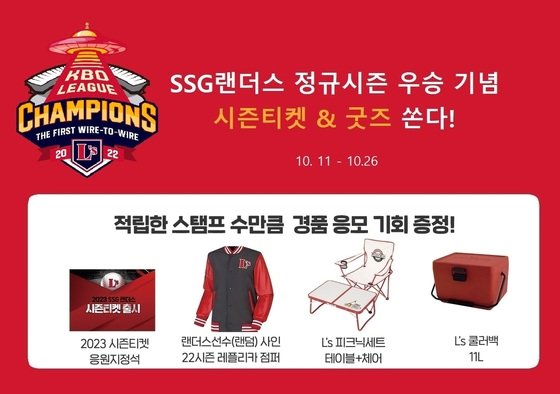 KBO
LEAGUE
CHAMPIONS
THE FIRST WIRE-TO-WIRE
20 L's 22
SSG랜더스 정규시즌 우승 기념
시즌티켓 & 굿즈 쏜다!
10. 11 - 10.26
적립한 스탬프 수만큼 경품 응모 기회 증정!
2023 SSG 랜더스
시즌티켓 출시
2023 시즌티켓
응원지정석
랜더스선수(랜덤) 사인
22시즌 레플리카 점퍼
L's 피크닉세트
테이블+체어
L's 쿨러백
11L